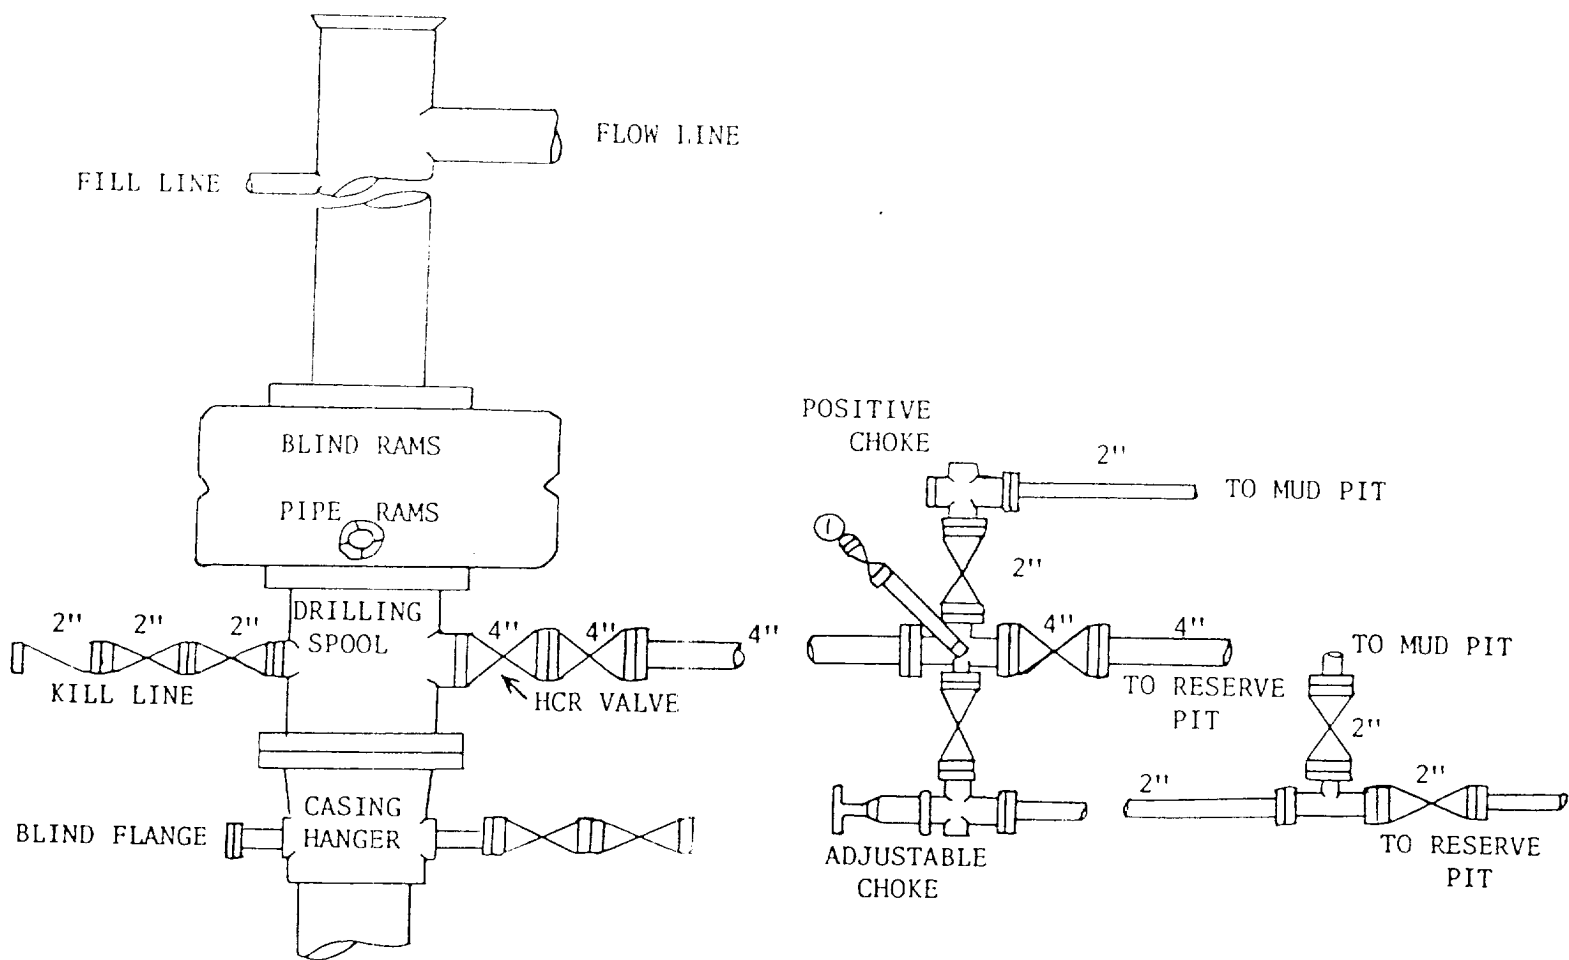 FLOW LINE
FILL LINE
BLIND RAMS
PIPE RAMS
DRILLING
SPOOL
2" 2" 2"
KILL LINE
4" 4" 4"
HCR VALVE
CASING
HANGER
BLIND FLANGE
POSITIVE
CHOKE
2"
TO MUD PIT
1
2"
4" 4"
TO RESERVE
PIT
ADJUSTABLE
CHOKE
TO MUD PIT
2"
2" 2"
TO RESERVE
PIT